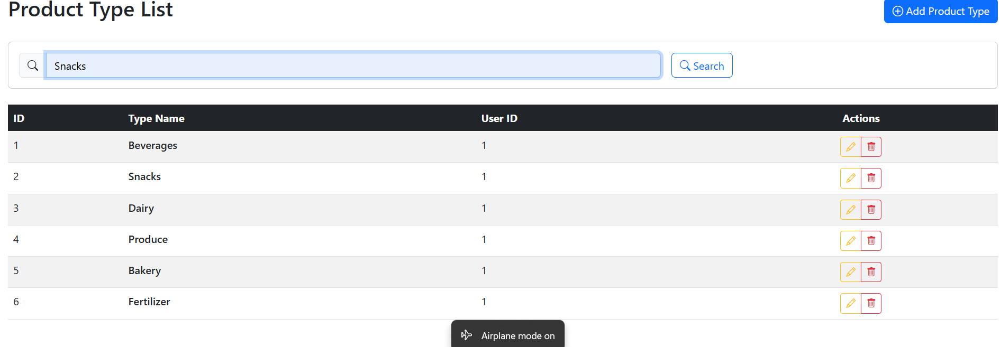 Product Type List
Add Product Type
Snacks
Search
ID Type Name User ID Actions
1 Beverages 1
2 Snacks 1
3 Dairy 1
4 Produce 1
5 Bakery 1
6 Fertilizer 1
Airplane mode on